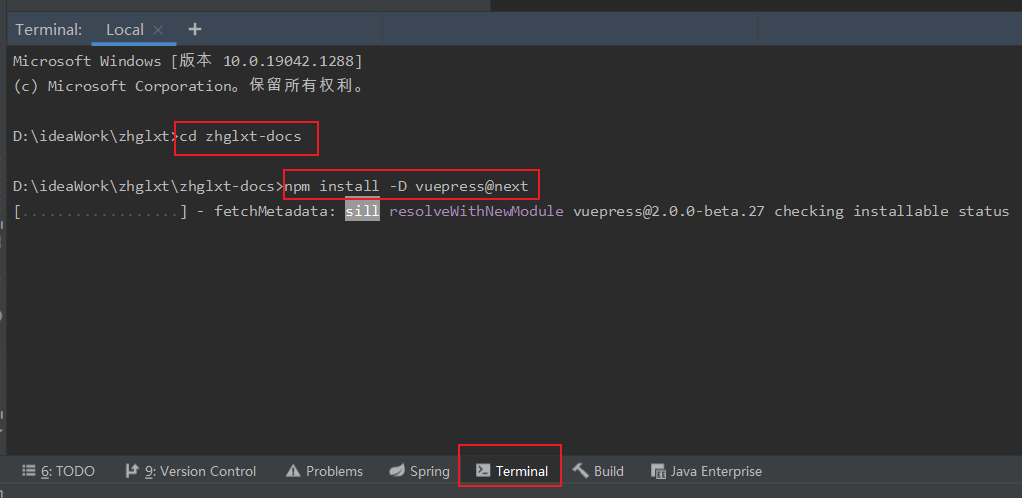 Terminal: Local × +
Microsoft Windows [版本 10.0.19042.1288]
(c) Microsoft Corporation。保留所有权利。
D:\ideaWork\zhglxt>cd zhglxt-docs
D:\ideaWork\zhglxt\zhglxt-docs>npm install -D vuepress@next
[..................] - fetchMetadata: sill resolveWithNewModule vuepress@2.0.0-beta.27 checking installable status
6: TODO 9: Version Control Problems Spring Terminal Build Java Enterprise